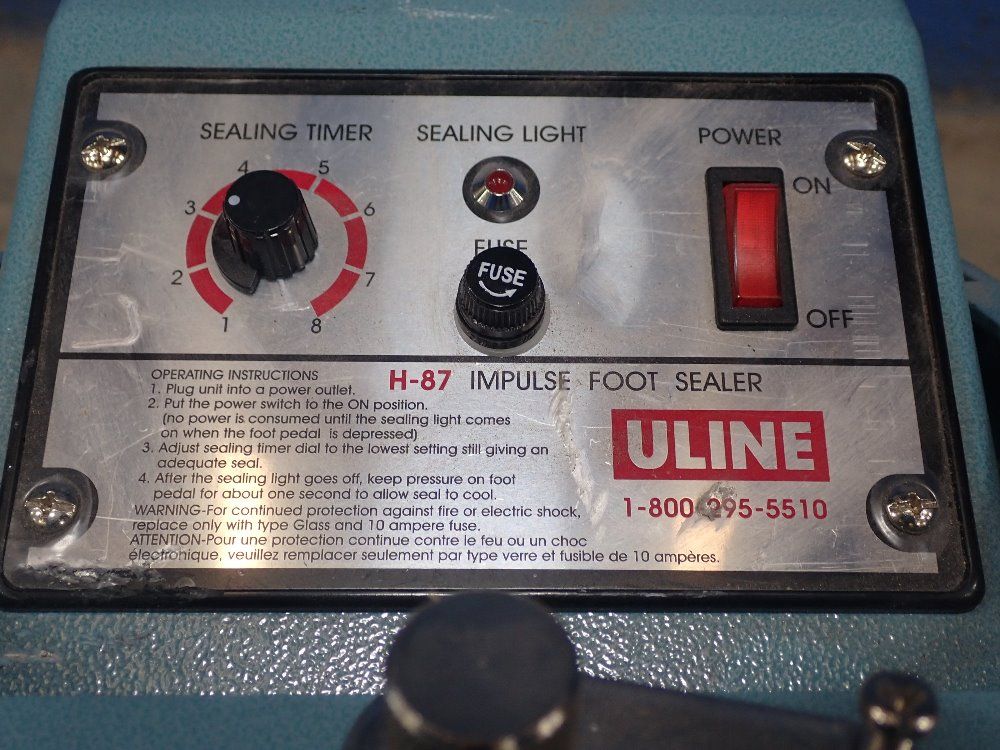 SEALING TIMER
SEALING LIGHT
POWER
1
2
3
4
5
6
7
8
FUSE
FUSE
ON
OFF
H-87 IMPULSE FOOT SEALER
ULINE
1-800-295-5510
OPERATING INSTRUCTIONS
1. Plug unit into a power outlet.
2. Put the power switch to the ON position.
(no power is consumed until the sealing light comes
on when the foot pedal is depressed)
3. Adjust sealing timer dial to the lowest setting still giving an
adequate seal.
4. After the sealing light goes off, keep pressure on foot
pedal for about one second to allow seal to cool.
WARNING-For continued protection against fire or electric shock,
replace only with type Glass and 10 ampere fuse.
ATTENTION-Pour une protection continue contre le feu ou un choc
électronique, veuillez remplacer seulement par type verre et fusible de 10 ampères.